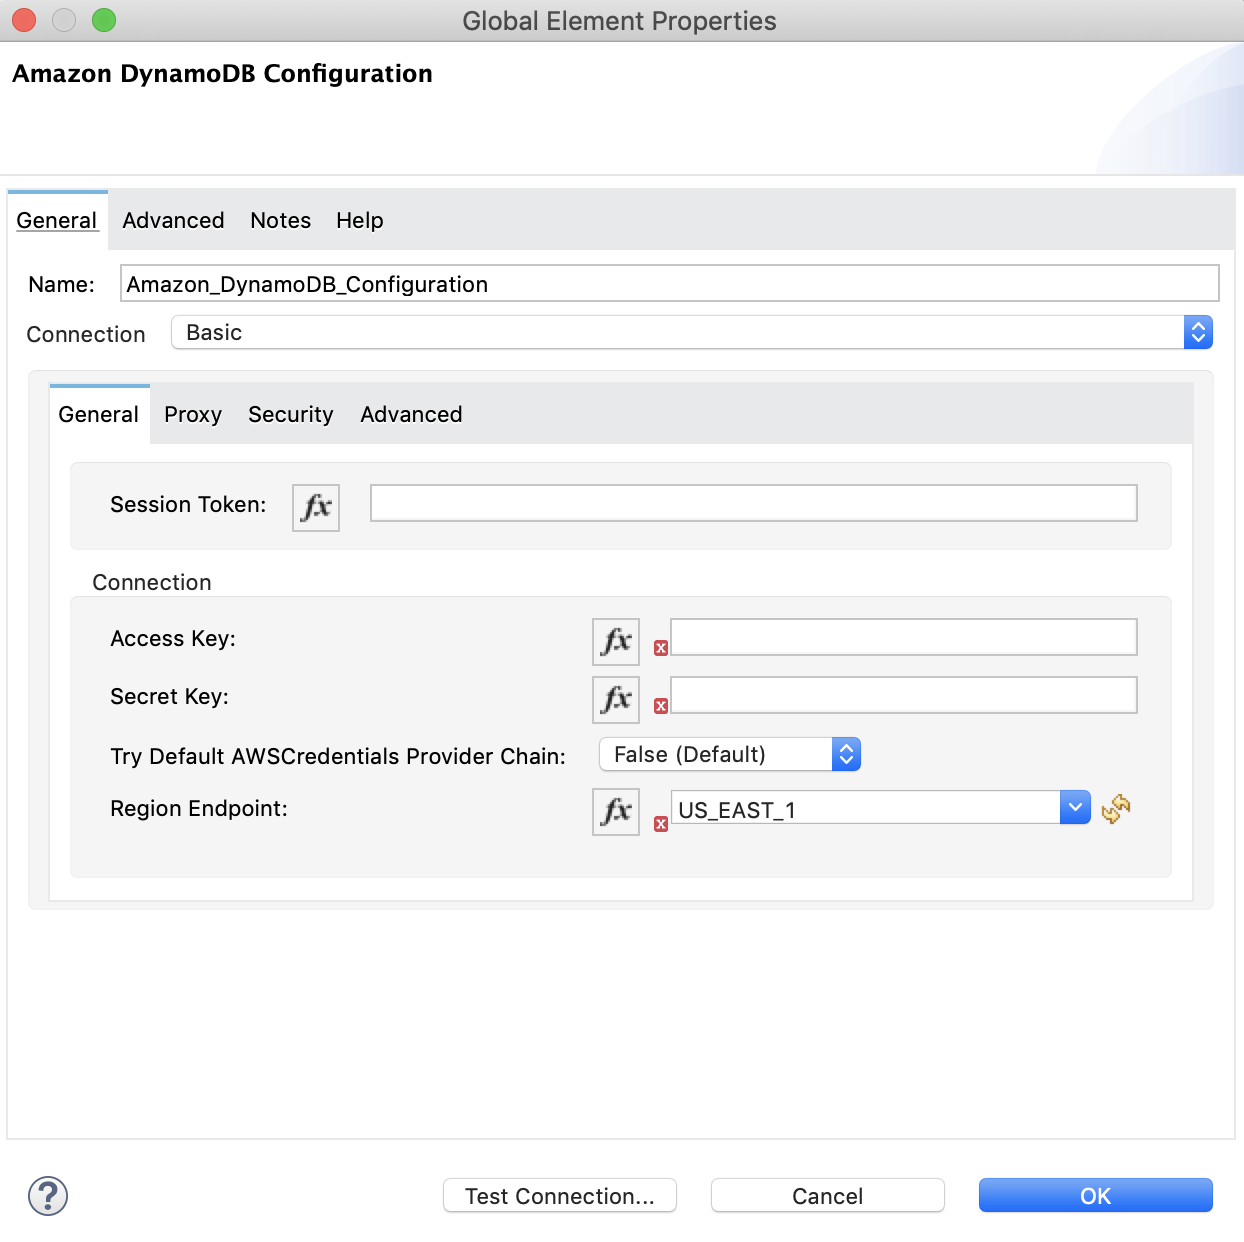 Global Element Properties
Amazon DynamoDB Configuration
General Advanced Notes Help
Name: Amazon_DynamoDB_Configuration
Connection Basic
General Proxy Security Advanced
Session Token: fx
Connection
Access Key: fx x
Secret Key: fx x
Try Default AWSCredentials Provider Chain: False (Default)
Region Endpoint: fx x US_EAST_1
? Test Connection... Cancel OK